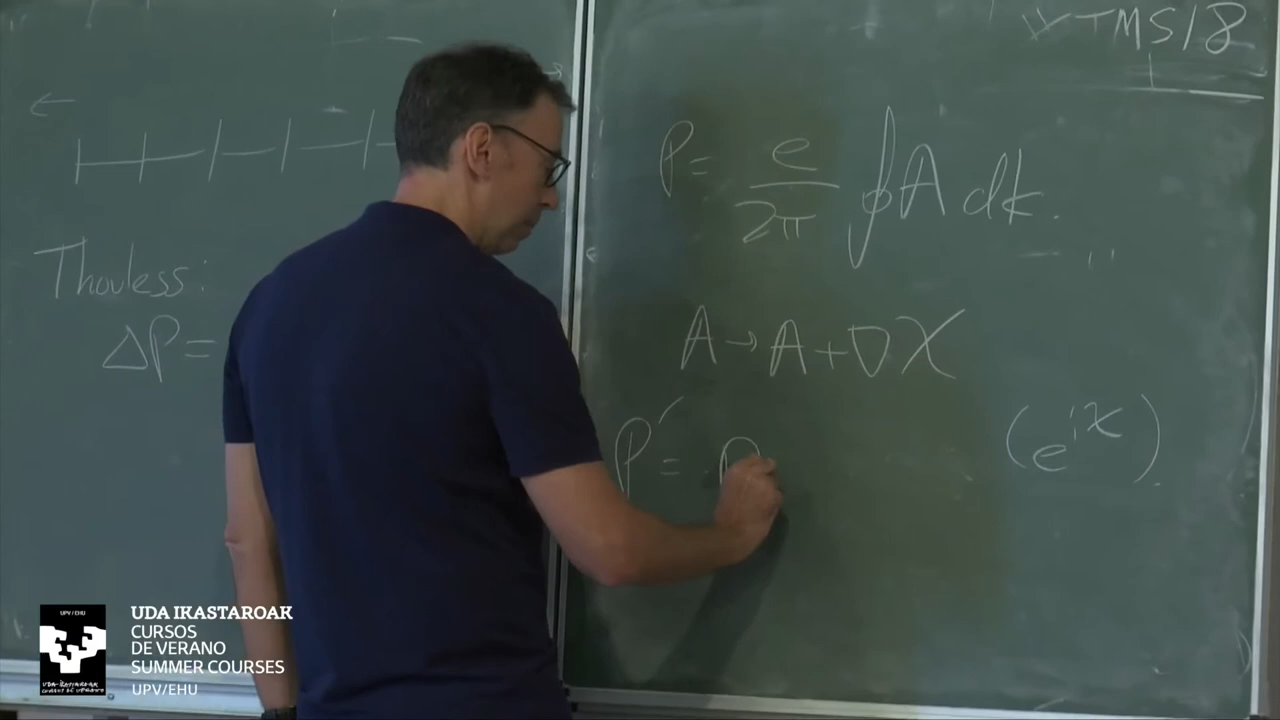 TMS18
P = e/2π ∮ A dk.
Thouless:
ΔP =
A → A + ∇χ
P′ = P
(e^{iχ}).
UPV / EHU
UDA IKASTAROAK
CURSOS
DE VERANO
SUMMER COURSES
UPV/EHU